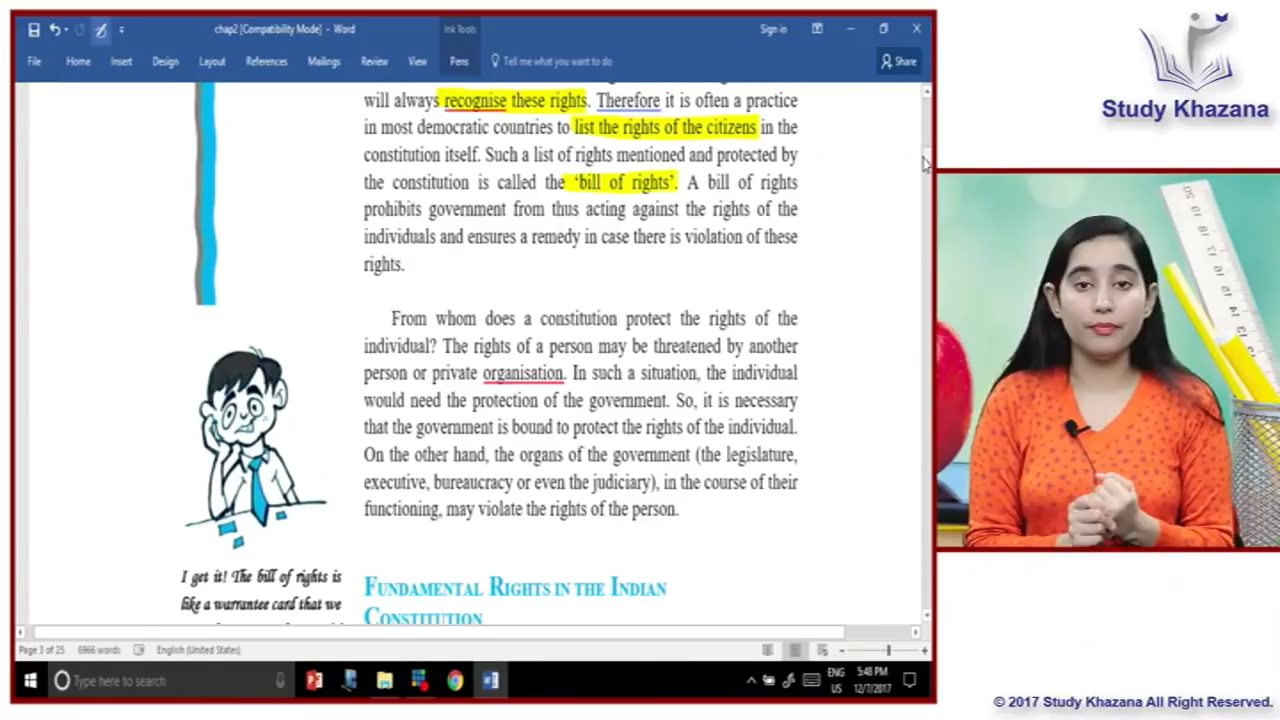 chap2 [Compatibility Mode] - Word
Ink Tools
Sign in
File Home Insert Design Layout References Mailings Review View Pens Tell me what you want to do Share
will always recognise these rights. Therefore it is often a practice
in most democratic countries to list the rights of the citizens in the
constitution itself. Such a list of rights mentioned and protected by
the constitution is called the ‘bill of rights’. A bill of rights
prohibits government from thus acting against the rights of the
individuals and ensures a remedy in case there is violation of these
rights.
From whom does a constitution protect the rights of the
individual? The rights of a person may be threatened by another
person or private organisation. In such a situation, the individual
would need the protection of the government. So, it is necessary
that the government is bound to protect the rights of the individual.
On the other hand, the organs of the government (the legislature,
executive, bureaucracy or even the judiciary), in the course of their
functioning, may violate the rights of the person.
I get it! The bill of rights is
like a warrantee card that we
FUNDAMENTAL RIGHTS IN THE INDIAN
CONSTITUTION
Page 3 of 25 6966 words English (United States)
Type here to search
ENG
US
5:48 PM
12/7/2017
Study Khazana
20 19 18 17 16 15 14 13
© 2017 Study Khazana All Right Reserved.